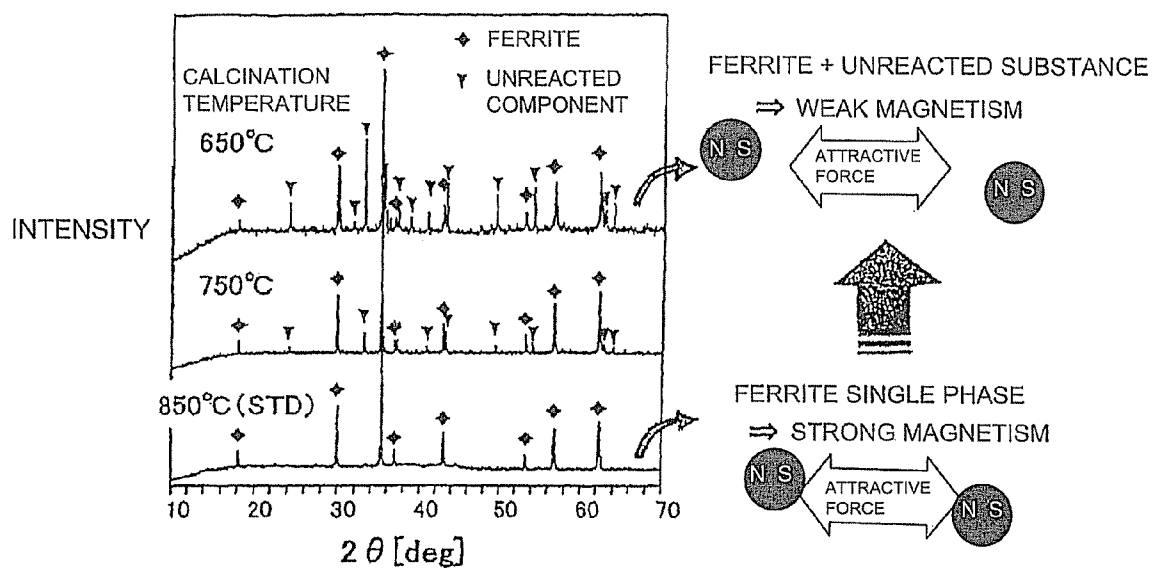 FERRITE
UNREACTED
COMPONENT
CALCINATION
TEMPERATURE
650°C
INTENSITY
750°C
850°C(STD)
10 20 30 40 50 60 70
2θ[deg]
FERRITE + UNREACTED SUBSTANCE
⇒ WEAK MAGNETISM
N S
ATTRACTIVE
FORCE
N S
FERRITE SINGLE PHASE
⇒ STRONG MAGNETISM
N S
ATTRACTIVE
FORCE
N S